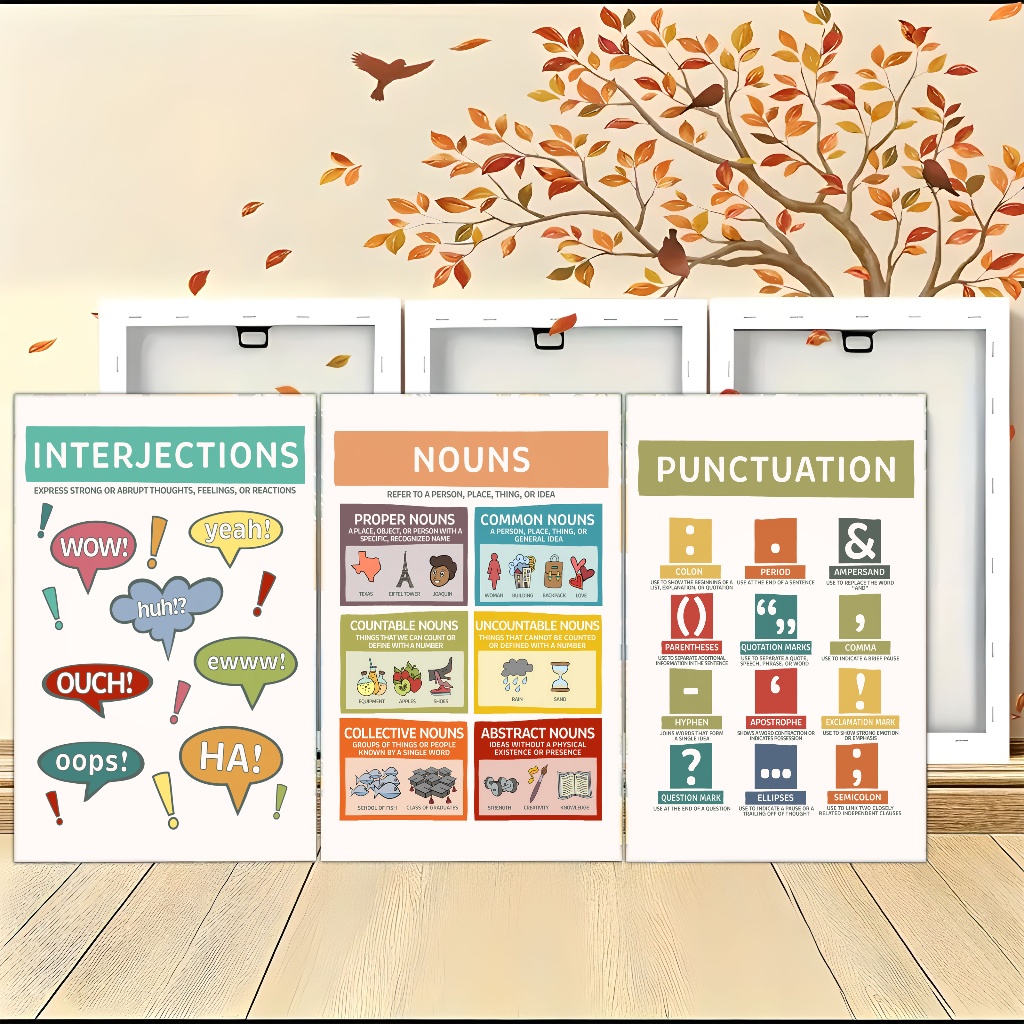 INTERJECTIONS
EXPRESS STRONG OR ABRUPT THOUGHTS, FEELINGS, OR REACTIONS
WOW!
yeah!
huh!?
ewww!
OUCH!
oops!
HA!
NOUNS
REFER TO A PERSON, PLACE, THING, OR IDEA
PROPER NOUNS
A PLACE, OBJECT, OR PERSON WITH A
SPECIFIC, RECOGNIZED NAME
TEXAS
EIFFEL TOWER
JOAQUIN
COMMON NOUNS
A PERSON, PLACE, THING, OR
GENERAL IDEA
WOMAN
BUILDING
BACKPACK
LOVE
COUNTABLE NOUNS
THINGS THAT WE CAN COUNT OR
DEFINE WITH A NUMBER
EQUIPMENT
APPLES
SHOES
UNCOUNTABLE NOUNS
THINGS THAT CANNOT BE COUNTED
OR DEFINED WITH A NUMBER
RAIN
SAND
COLLECTIVE NOUNS
GROUPS OF THINGS OR PEOPLE
KNOWN BY A SINGLE WORD
SCHOOL OF FISH
CLASS OF GRADUATES
ABSTRACT NOUNS
IDEAS WITHOUT A PHYSICAL
EXISTENCE OR PRESENCE
STRENGTH
CREATIVITY
KNOWLEDGE
PUNCTUATION
:
COLON
USE TO SHOW THE BEGINNING OF A
LIST, EXPLANATION, OR QUOTATION
.
PERIOD
USE AT THE END OF A SENTENCE
&
AMPERSAND
USE TO REPLACE THE WORD
"AND"
()
PARENTHESES
USE TO SEPARATE ADDITIONAL
INFORMATION IN THE SENTENCE
“ ”
QUOTATION MARKS
USE TO SEPARATE A QUOTE,
SPEECH, PHRASE, OR WORD
,
COMMA
USE TO INDICATE A BRIEF PAUSE
-
HYPHEN
JOINS WORDS THAT FORM
A SINGLE IDEA
‘
APOSTROPHE
SHOWS A WORD CONTRACTION OR
INDICATES POSSESSION
!
EXCLAMATION MARK
USE TO SHOW STRONG EMOTION
OR EMPHASIS
?
QUESTION MARK
USE AT THE END OF A QUESTION
...
ELLIPSES
USE TO INDICATE A PAUSE OR A
TRAILING OFF OF THOUGHT
;
SEMICOLON
USE TO LINK TWO CLOSELY
RELATED INDEPENDENT CLAUSES